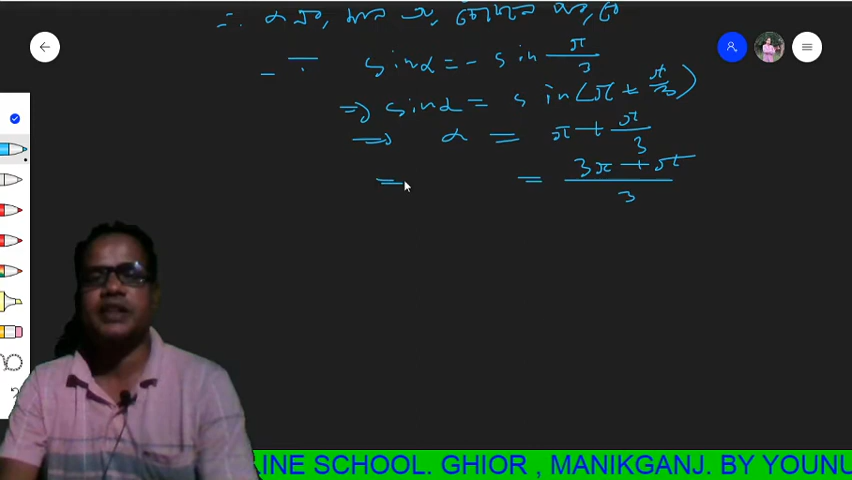 sinα = - sin π/3
⇒ sinα = sin(π + π/3)
⇒ α = π + π/3
= = 3π + π/3
INE SCHOOL. GHIOR , MANIKGANJ. BY YOUNU